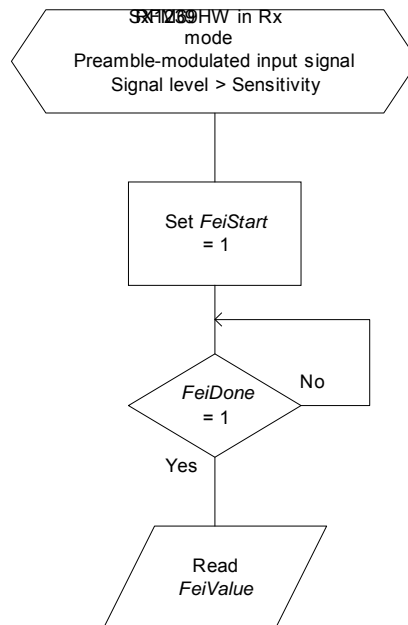 in Rx
mode
Preamble-modulated input signal
Signal level > Sensitivity
Set FeiStart
= 1
FeiDone
= 1
No
Yes
Read
FeiValue